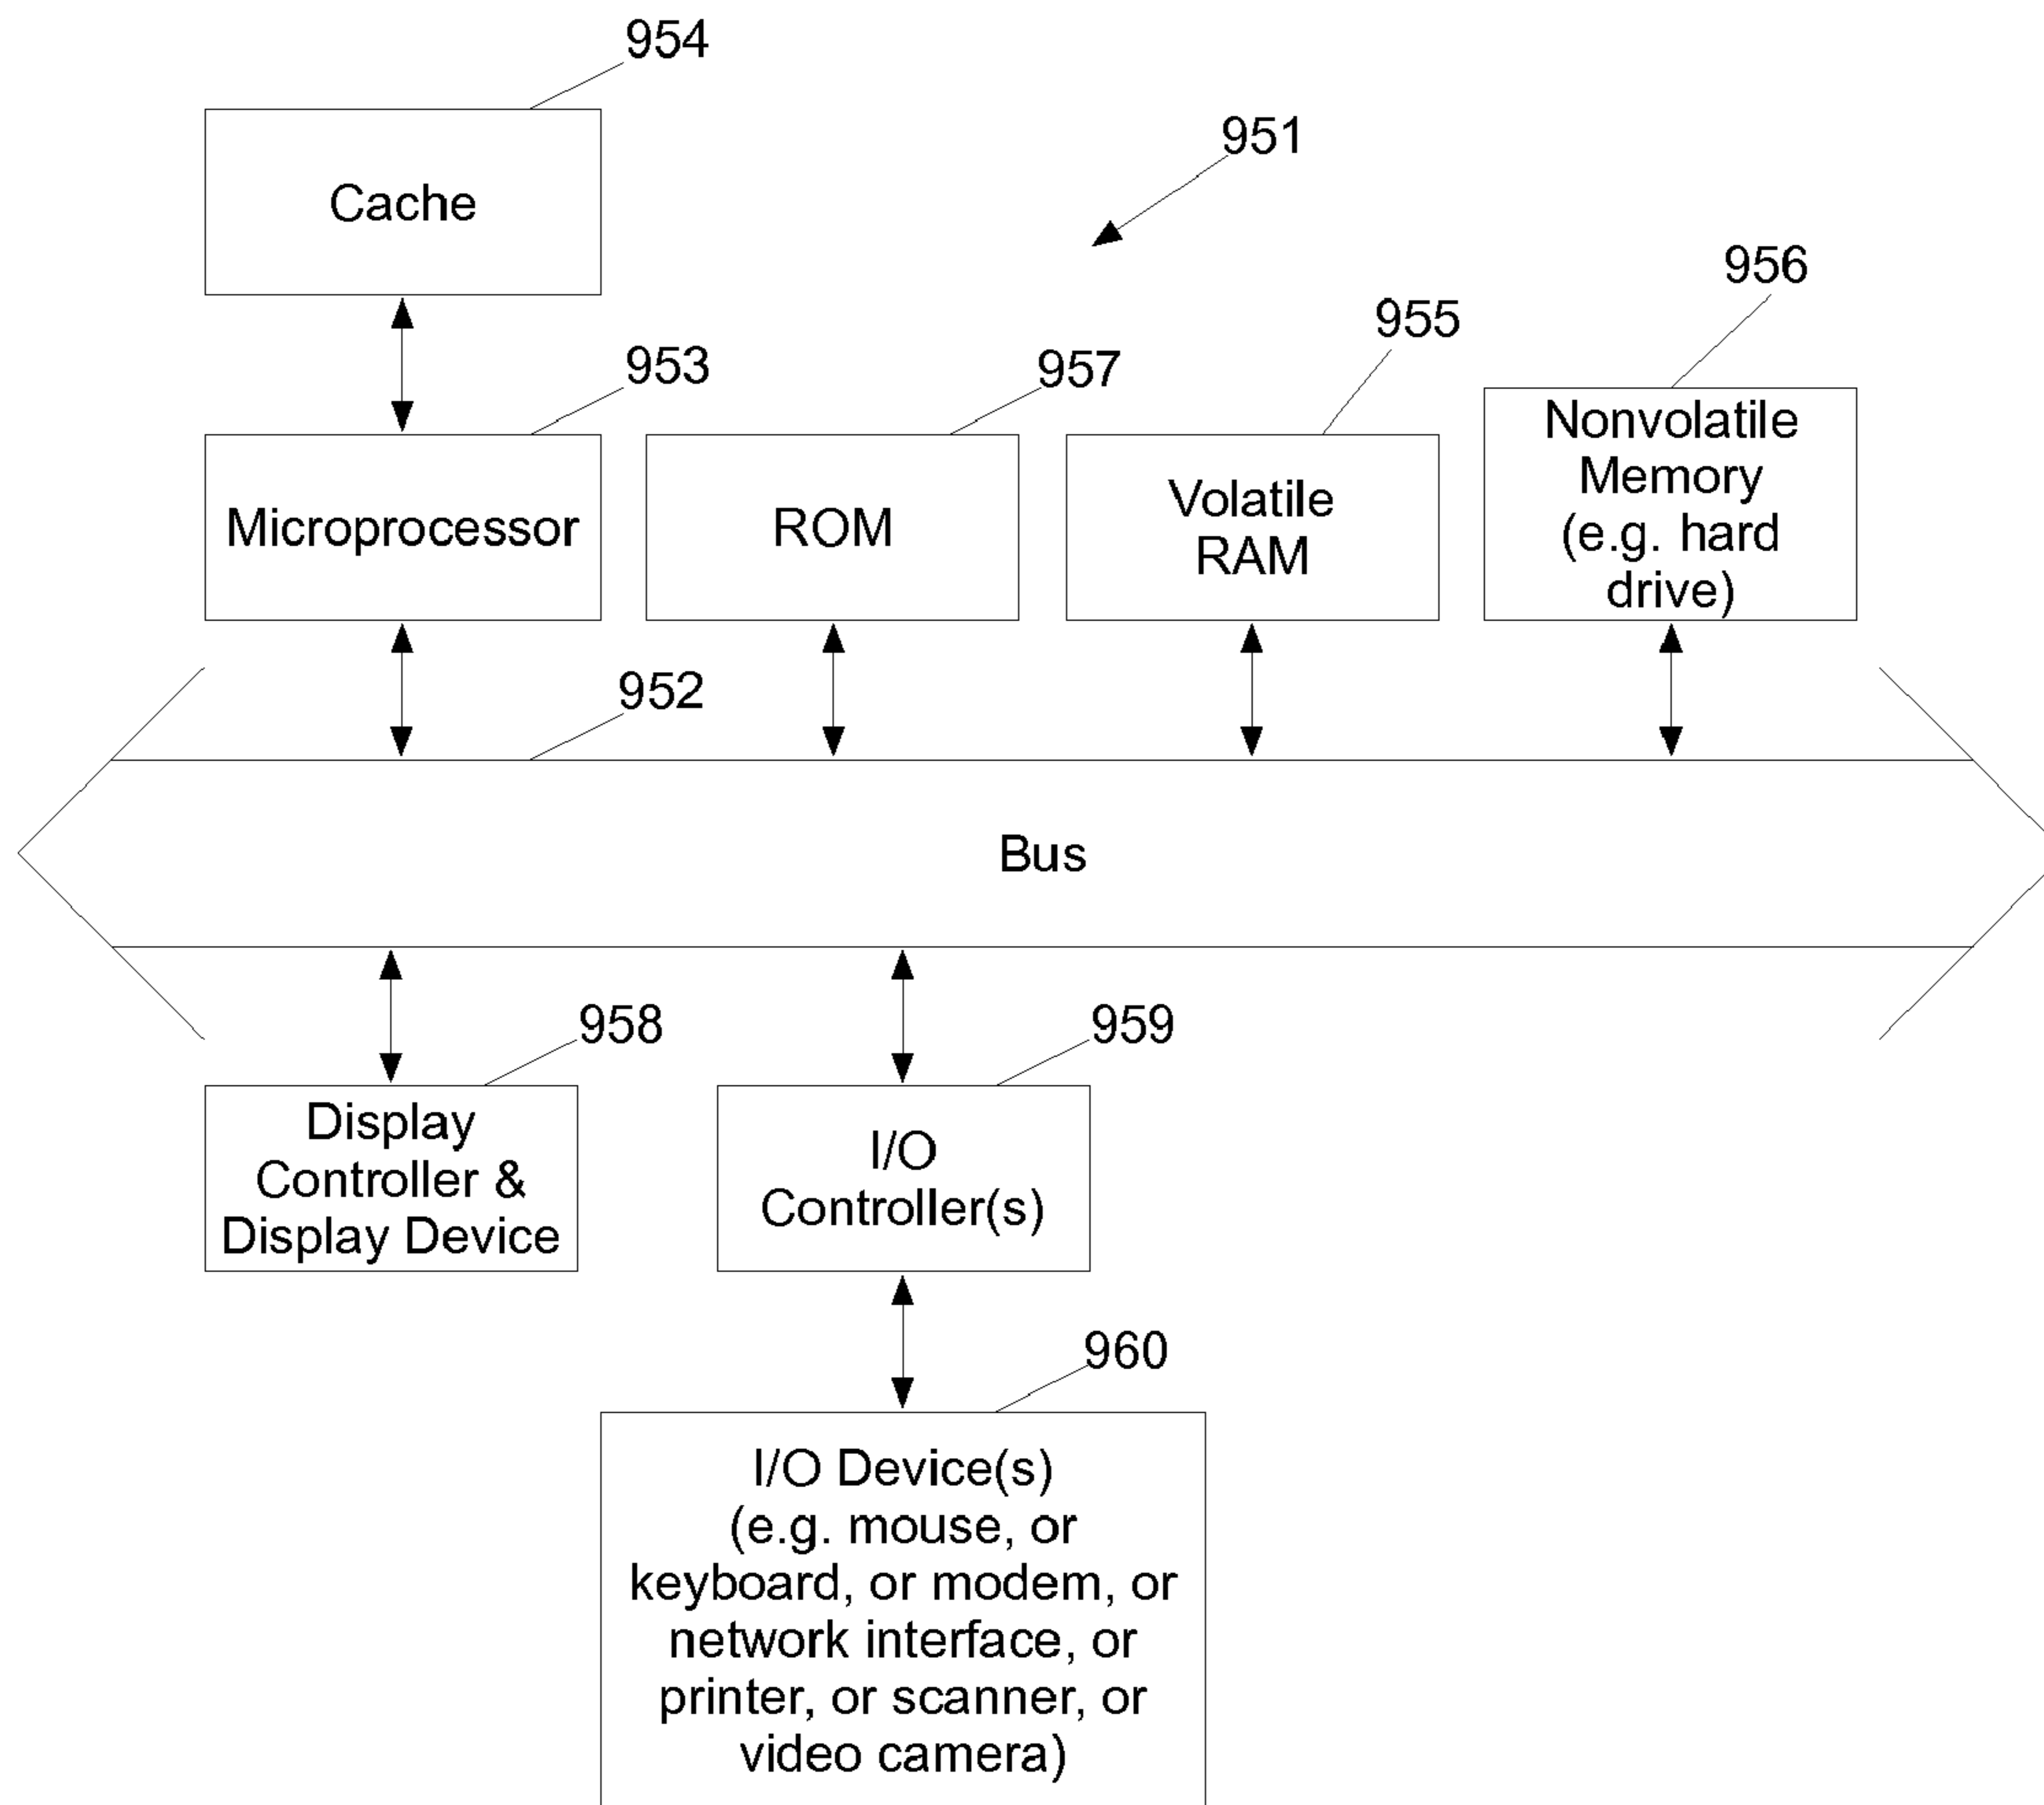 954
951
Cache
956
955
953
957
Nonvolatile
Memory
(e.g. hard
drive)
Microprocessor
ROM
Volatile
RAM
952
Bus
958
959
Display
Controller &
Display Device
I/O
Controller(s)
960
I/O Device(s)
(e.g. mouse, or
keyboard, or modem, or
network interface, or
printer, or scanner, or
video camera)